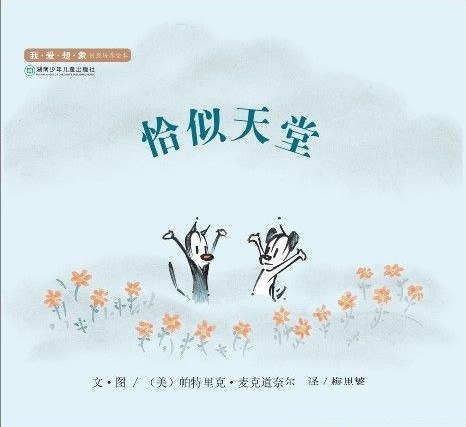 我·爱·想·象
湖南少年儿童出版社
恰似天堂
文·图 / （美）帕特里克·麦克道奈尔 译 / 梅思繁